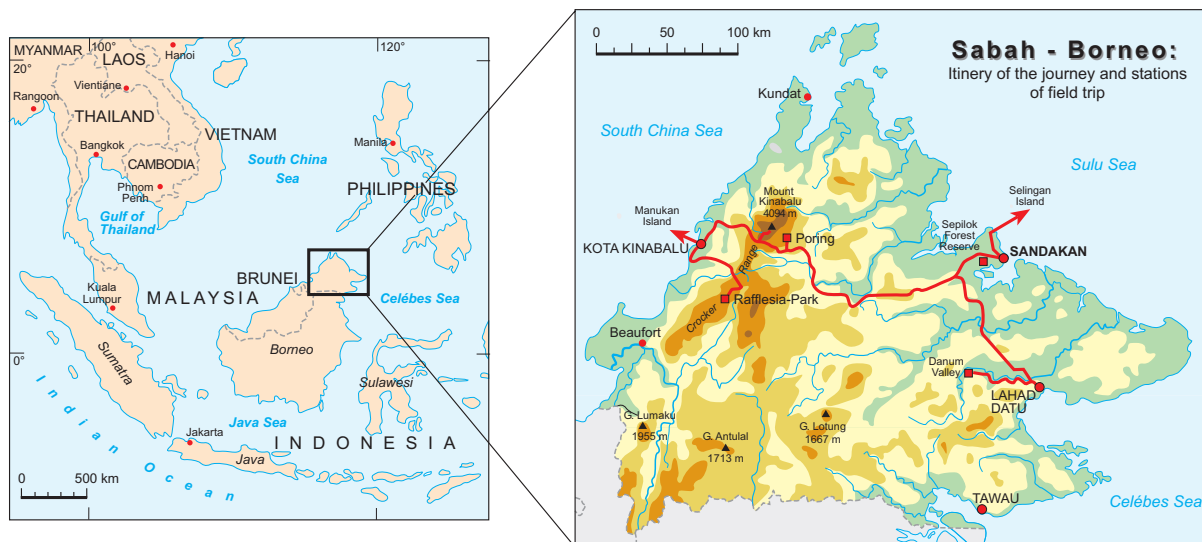 MYANMAR
100°
LAOS
Hanoi
120°
20°
Vientiane
Rangoon
THAILAND
VIETNAM
Bangkok
CAMBODIA
Phnom
Penh
South China
Sea
Manila
PHILIPPINES
Gulf of
Thailand
BRUNEI
Kuala
Lumpur
MALAYSIA
Celébes Sea
0°
Sumatra
Borneo
Sulawesi
Indian Ocean
Java Sea
Jakarta
INDONESIA
Java
0 500 km
0 50 100 km
Sabah - Borneo:
Itinery of the journey and stations
of field trip
Kundat
South China Sea
Sulu Sea
Mount
Kinabalu
4094 m
Selingan
Island
Manukan
Island
Sepilok
Forest
Reserve
KOTA KINABALU
Poring
SANDAKAN
Crocker Range
Rafflesia-Park
Beaufort
Danum
Valley
LAHAD
DATU
G. Lumaku
1955 m
G. Antulal
1713 m
G. Lotung
1667 m
TAWAU
Celébes Sea